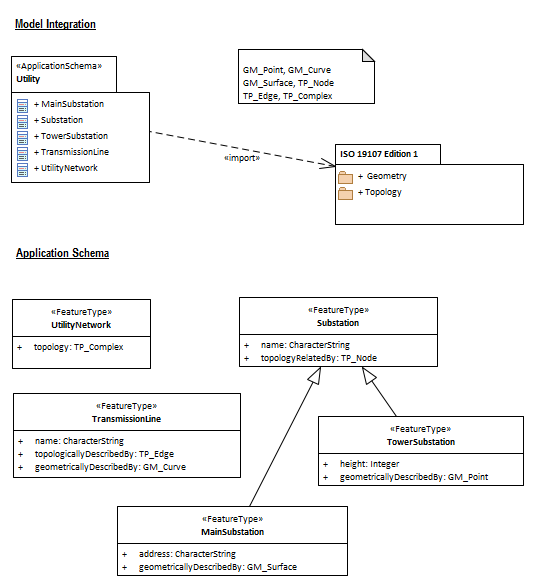 Model Integration
«ApplicationSchema»
Utility
+ MainSubstation
+ Substation
+ TowerSubstation
+ TransmissionLine
+ UtilityNetwork
GM_Point, GM_Curve
GM_Surface, TP_Node
TP_Edge, TP_Complex
«import»
ISO 19107 Edition 1
+ Geometry
+ Topology
Application Schema
«FeatureType»
UtilityNetwork
+ topology: TP_Complex
«FeatureType»
Substation
+ name: CharacterString
+ topologyRelatedBy: TP_Node
«FeatureType»
TransmissionLine
+ name: CharacterString
+ topologicallyDescribedBy: TP_Edge
+ geometricallyDescribedBy: GM_Curve
«FeatureType»
TowerSubstation
+ height: Integer
+ geometricallyDescribedBy: GM_Point
«FeatureType»
MainSubstation
+ address: CharacterString
+ geometricallyDescribedBy: GM_Surface